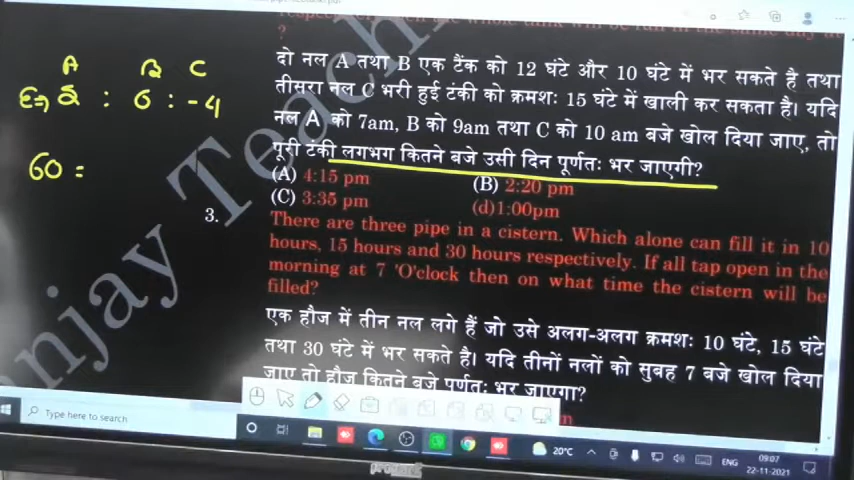 ?
A B C
E⇒ 5 : 6 : -4
60 =
दो नल A तथा B एक टैंक को 12 घंटे और 10 घंटे में भर सकते है तथा
तीसरा नल C भरी हुई टंकी को क्रमशः 15 घंटे में खाली कर सकता है। यदि
नल A को 7am, B को 9am तथा C को 10 am बजे खोल दिया जाए, तो
पूरी टंकी लगभग कितने बजे उसी दिन पूर्णतः भर जाएगी?
(A) 4:15 pm (B) 2:20 pm
(C) 3:35 pm (d)1:00pm
3. There are three pipe in a cistern. Which alone can fill it in 10
hours, 15 hours and 30 hours respectively. If all tap open in the
morning at 7 'O'clock then on what time the cistern will be
filled?
एक हौज में तीन नल लगे हैं जो उसे अलग-अलग क्रमशः 10 घंटे, 15 घंटे
तथा 30 घंटे में भर सकते है। यदि तीनों नलों को सुबह 7 बजे खोल दिया
जाए तो हौज कितने बजे पूर्णतः भर जाएगा?
Type here to search
20°C
ENG
09:07
22-11-2021